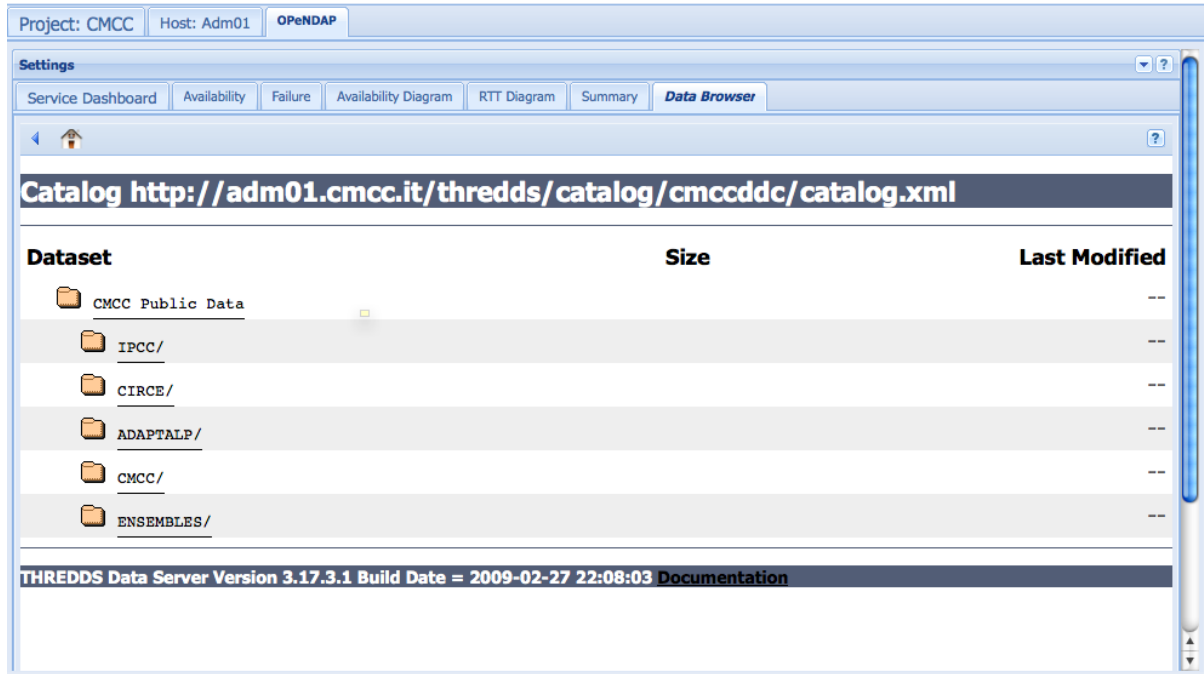 Project: CMCC Host: Adm01 OPeNDAP
Settings ?
Service Dashboard Availability Failure Availability Diagram RTT Diagram Summary Data Browser
?
Catalog http://adm01.cmcc.it/thredds/catalog/cmccddc/catalog.xml
Dataset Size Last Modified
CMCC Public Data --
IPCC/ --
CIRCE/ --
ADAPTALP/ --
CMCC/ --
ENSEMBLES/ --
THREDDS Data Server Version 3.17.3.1 Build Date = 2009-02-27 22:08:03 Documentation